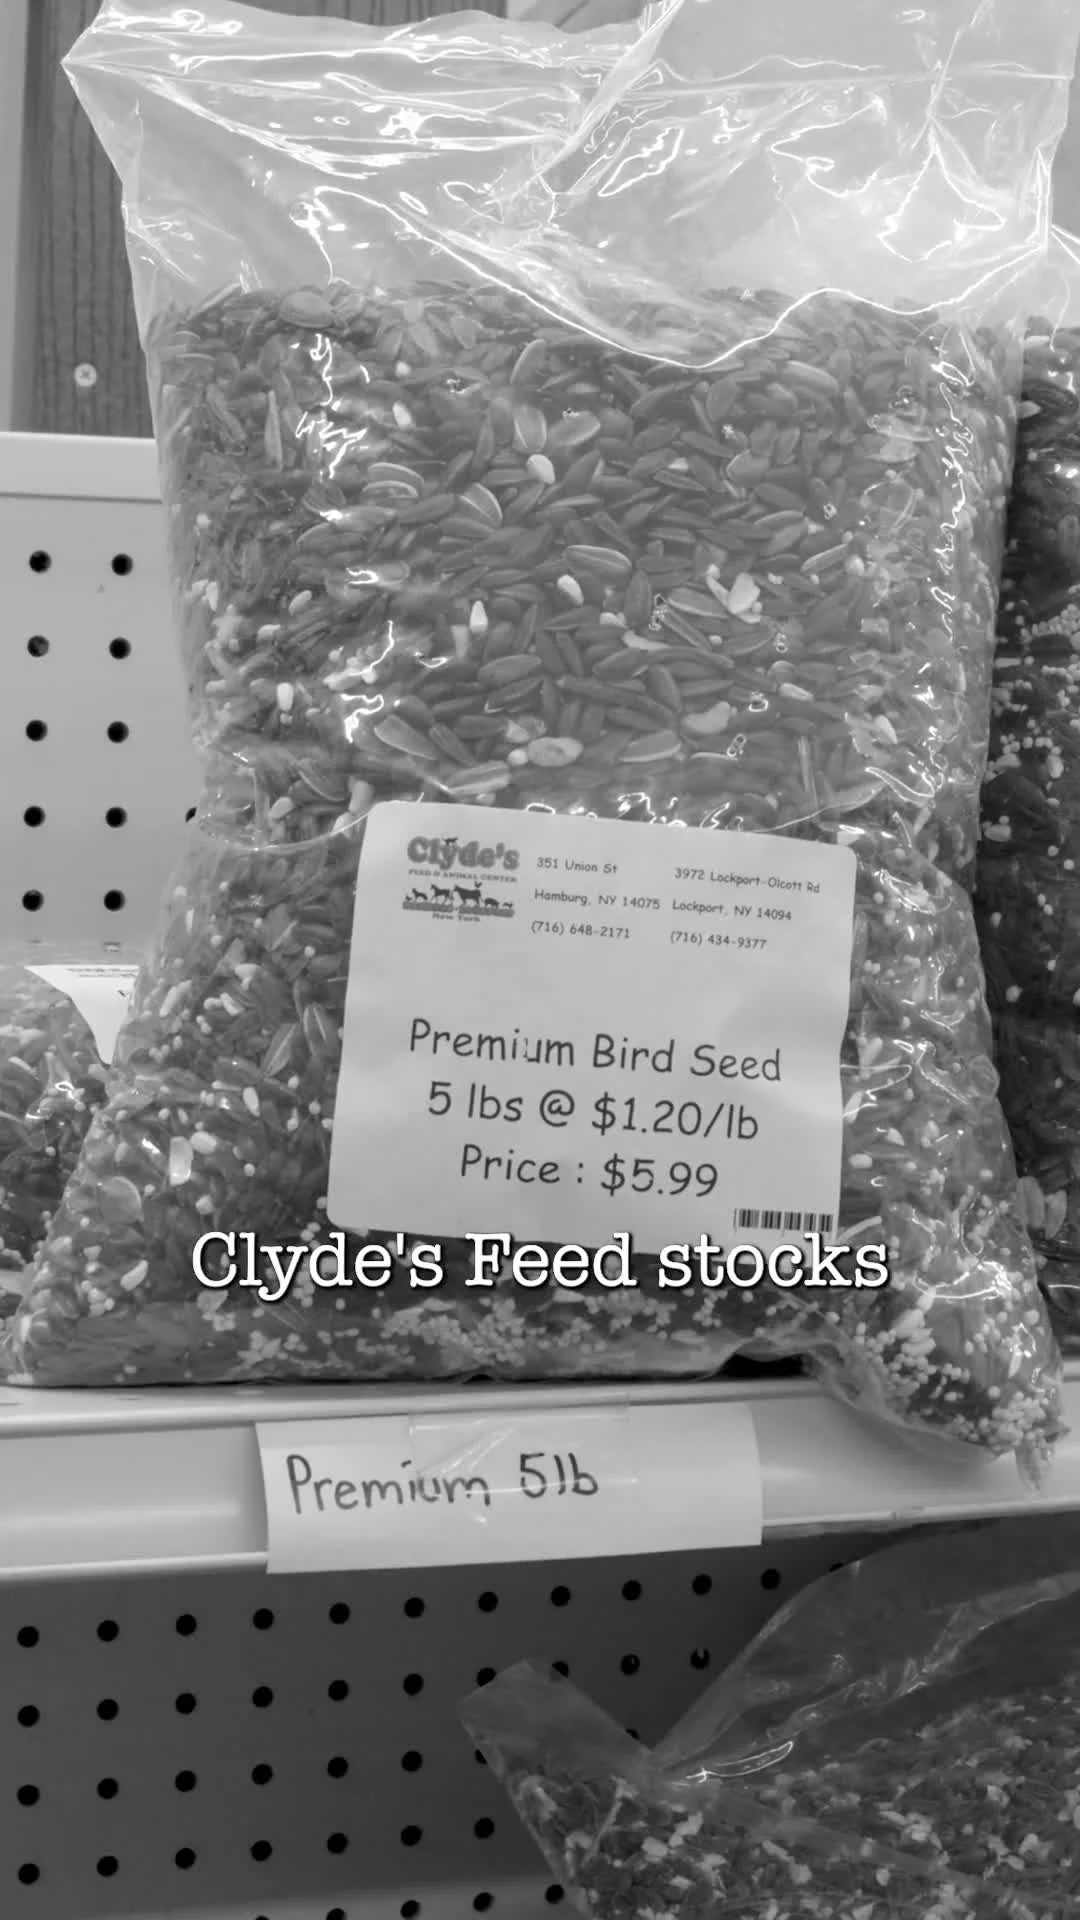 Clyde's
FEED & ANIMAL CENTER
New York
351 Union St
Hamburg, NY 14075
(716) 648-2171
3972 Lockport-Olcott Rd
Lockport, NY 14094
(716) 434-9377
Premium Bird Seed
5 lbs @ $1.20/lb
Price : $5.99
Clyde's Feed stocks
Premium 5lb